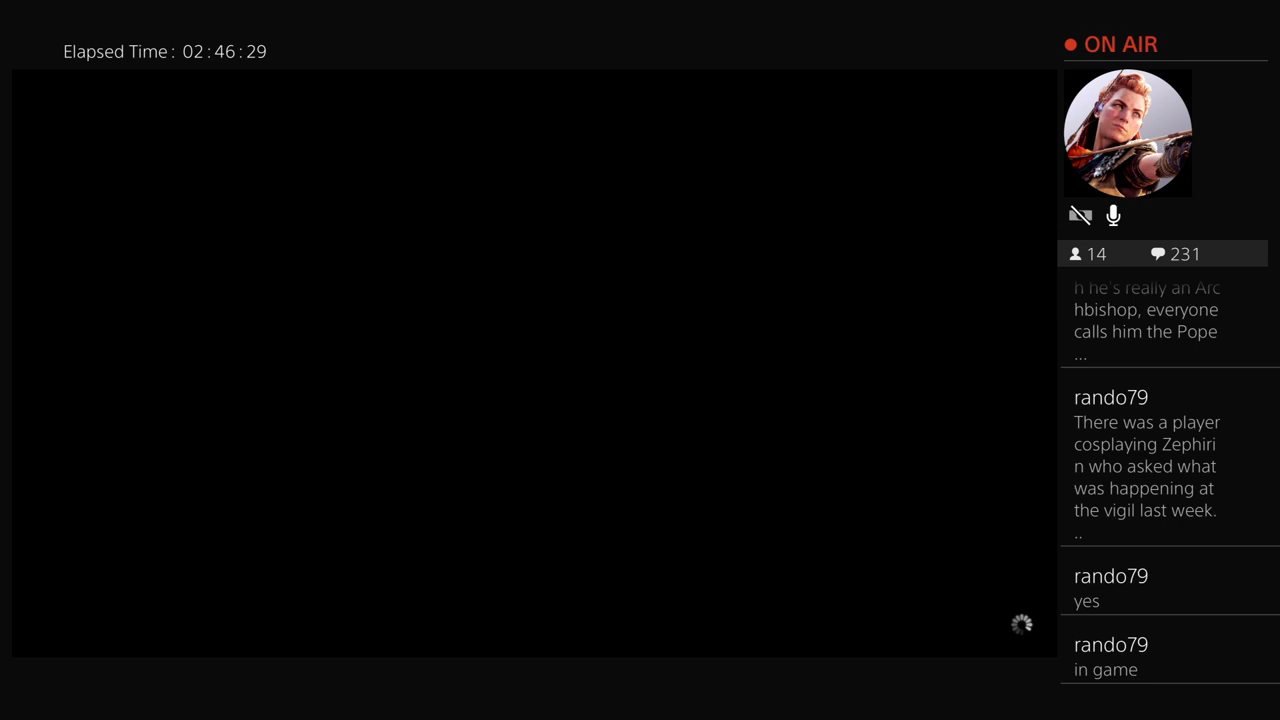 Elapsed Time: 02:46:29
ON AIR
14
231
h he's really an Arc
hbishop, everyone
calls him the Pope
...
rando79
There was a player
cosplaying Zephiri
n who asked what
was happening at
the vigil last week.
..
rando79
yes
rando79
in game